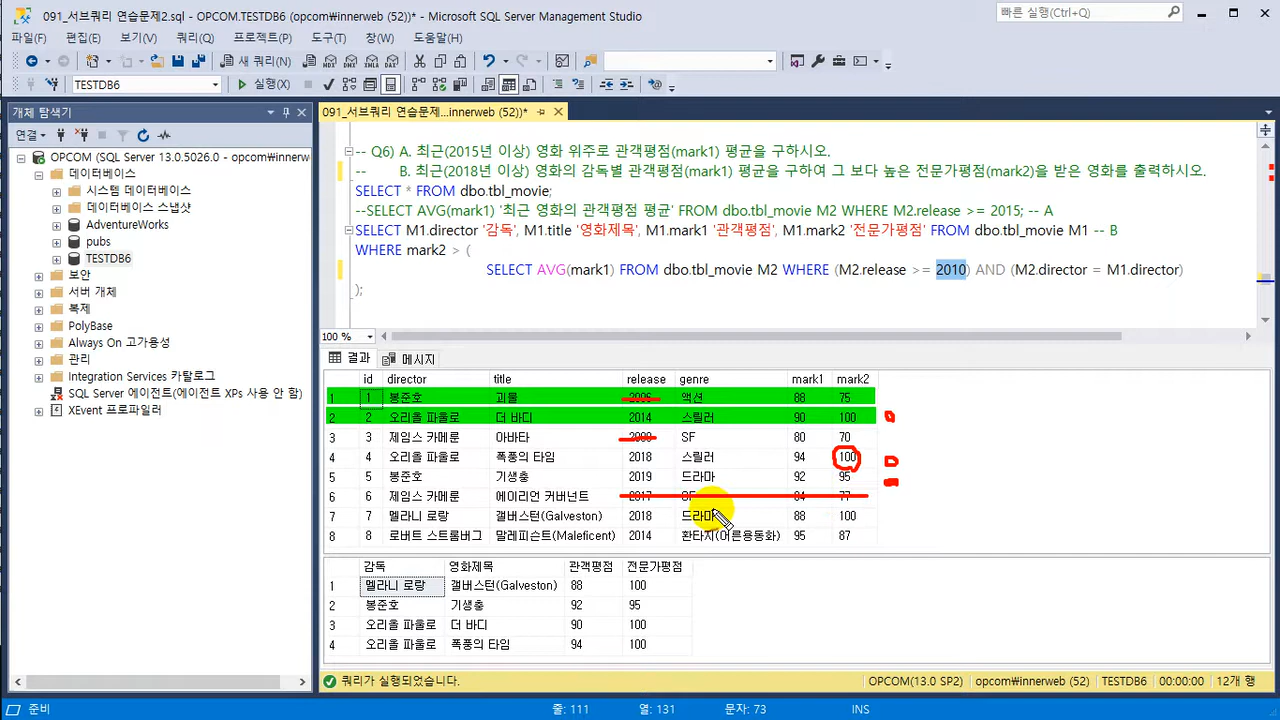 091_서브쿼리 연습문제2.sql - OPCOM.TESTDB6 (opcom\innerweb (52))* - Microsoft SQL Server Management Studio
빠른 실행(Ctrl+Q)
파일(F) 편집(E) 보기(V) 쿼리(Q) 프로젝트(P) 도구(T) 창(W) 도움말(H)
새 쿼리(N)
TESTDB6 실행(X)
개체 탐색기
091_서브쿼리 연습문제...innerweb (52))*
연결
OPCOM (SQL Server 13.0.5026.0 - opcom\innerw
데이터베이스
시스템 데이터베이스
데이터베이스 스냅샷
AdventureWorks
pubs
TESTDB6
보안
서버 개체
복제
PolyBase
Always On 고가용성
관리
Integration Services 카탈로그
SQL Server 에이전트(에이전트 XPs 사용 안 함)
XEvent 프로파일러
-- Q6) A. 최근(2015년 이상) 영화 위주로 관객평점(mark1) 평균을 구하시오.
--     B. 최근(2018년 이상) 영화의 감독별 관객평점(mark1) 평균을 구하여 그 보다 높은 전문가평점(mark2)을 받은 영화를 출력하시오.
SELECT * FROM dbo.tbl_movie;
--SELECT AVG(mark1) '최근 영화의 관객평점 평균' FROM dbo.tbl_movie M2 WHERE M2.release >= 2015; -- A
SELECT M1.director '감독', M1.title '영화제목', M1.mark1 '관객평점', M1.mark2 '전문가평점' FROM dbo.tbl_movie M1 -- B
WHERE mark2 > (
SELECT AVG(mark1) FROM dbo.tbl_movie M2 WHERE (M2.release >= 2010) AND (M2.director = M1.director)
);
100 %
결과 메시지
id director title release genre mark1 mark2
1 1 봉준호 괴물 2006 액션 88 75
2 2 오리올 파울로 더 바디 2014 스릴러 90 100
3 3 제임스 카메룬 아바타 2009 SF 80 70
4 4 오리올 파울로 폭풍의 타임 2018 스릴러 94 100
5 5 봉준호 기생충 2019 드라마 92 95
6 6 제임스 카메룬 에이리언 카버넌트 2017 SF 84 77
7 7 멜라니 로랑 갤버스턴(Galveston) 2018 드라마 88 100
8 8 로버트 스트롬버그 말레피슨트(Maleficent) 2014 환타지(어른용동화) 95 87
감독 영화제목 관객평점 전문가평점
1 멜라니 로랑 갤버스턴(Galveston) 88 100
2 봉준호 기생충 92 95
3 오리올 파울로 더 바디 90 100
4 오리올 파울로 폭풍의 타임 94 100
쿼리가 실행되었습니다. OPCOM(13.0 SP2) opcom\innerweb (52) TESTDB6 00:00:00 12개 행
준비 줄: 111 열: 131 문자: 73 INS